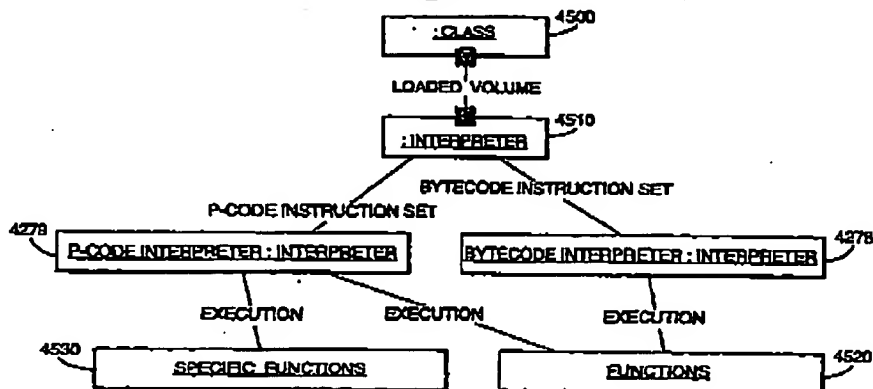 4500
: CLASS
LOADED VOLUME
4510
: INTERPRETER
BYTECODE INSTRUCTION SET
P-CODE INSTRUCTION SET
4279
P-CODE INTERPRETER : INTERPRETER
BYTECODE INTERPRETER : INTERPRETER
4278
EXECUTION
EXECUTION
EXECUTION
4530
SPECIFIC FUNCTIONS
FUNCTIONS
4520